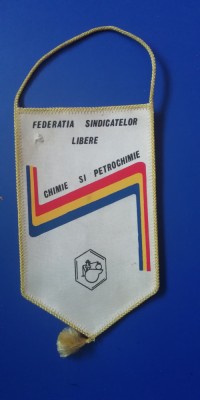 FEDERATIA SINDICATELOR
LIBERE
CHIMIE SI PETROCHIMIE